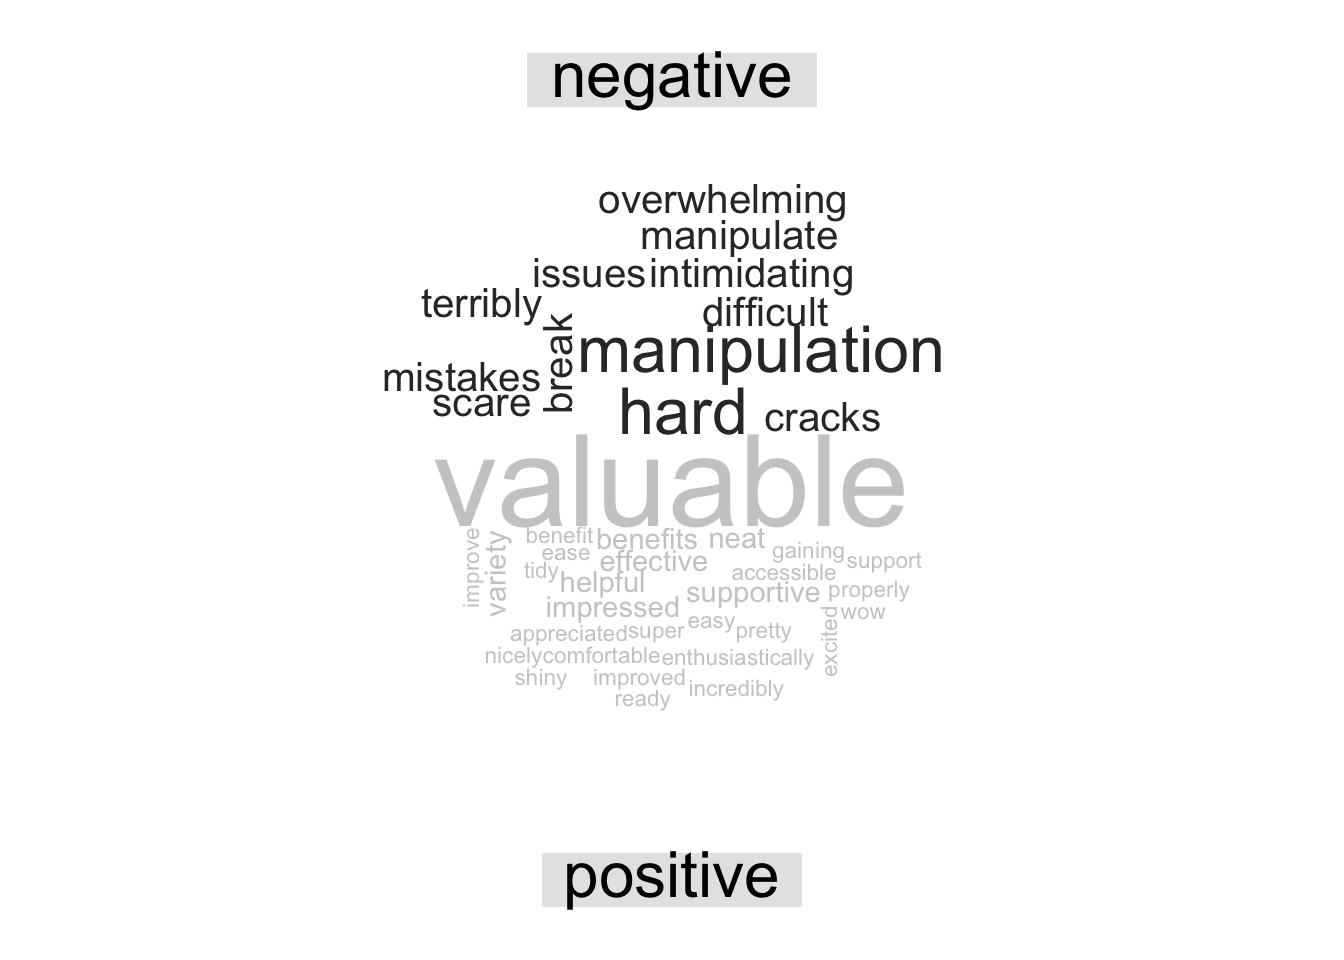 negative
overwhelming
manipulate
issues intimidating
terribly
difficult
break
manipulation
mistakes
scare
hard cracks
valuable
improve
variety
benefit benefits neat
ease effective gaining support
tidy helpful accessible
impressed supportive properly
appreciated super easy pretty wow
excited
nicely comfortable enthusiastically
shiny improved incredibly
ready
positive